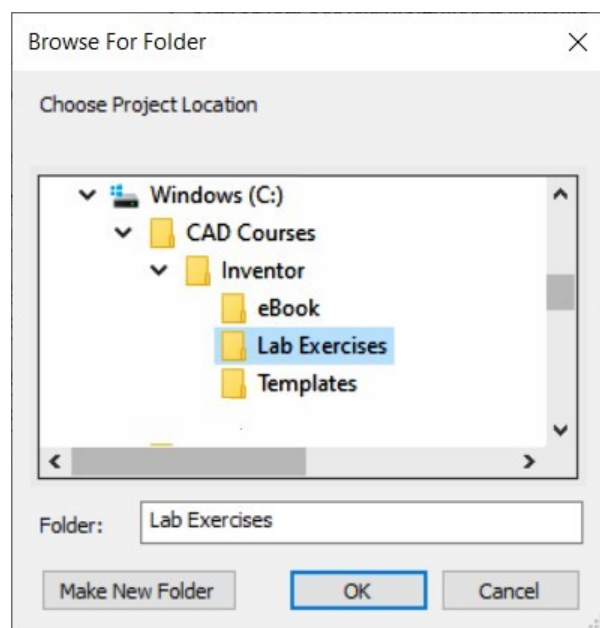 Browse For Folder
Choose Project Location
Windows (C:)
CAD Courses
Inventor
eBook
Lab Exercises
Templates
Folder: Lab Exercises
Make New Folder OK Cancel